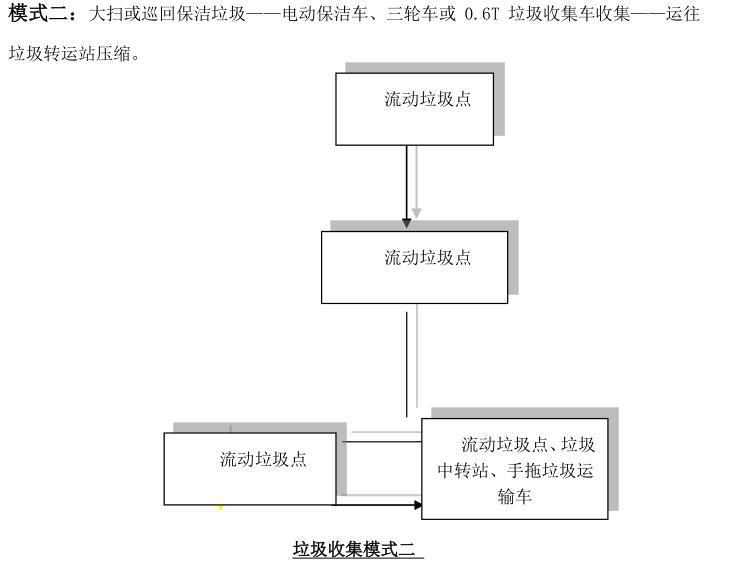 模式二：大扫或巡回保洁垃圾——电动保洁车、三轮车或 0.6T 垃圾收集车收集——运往
垃圾转运站压缩。
流动垃圾点
流动垃圾点
流动垃圾点
流动垃圾点、垃圾
中转站、手拖垃圾运
输车
垃圾收集模式二